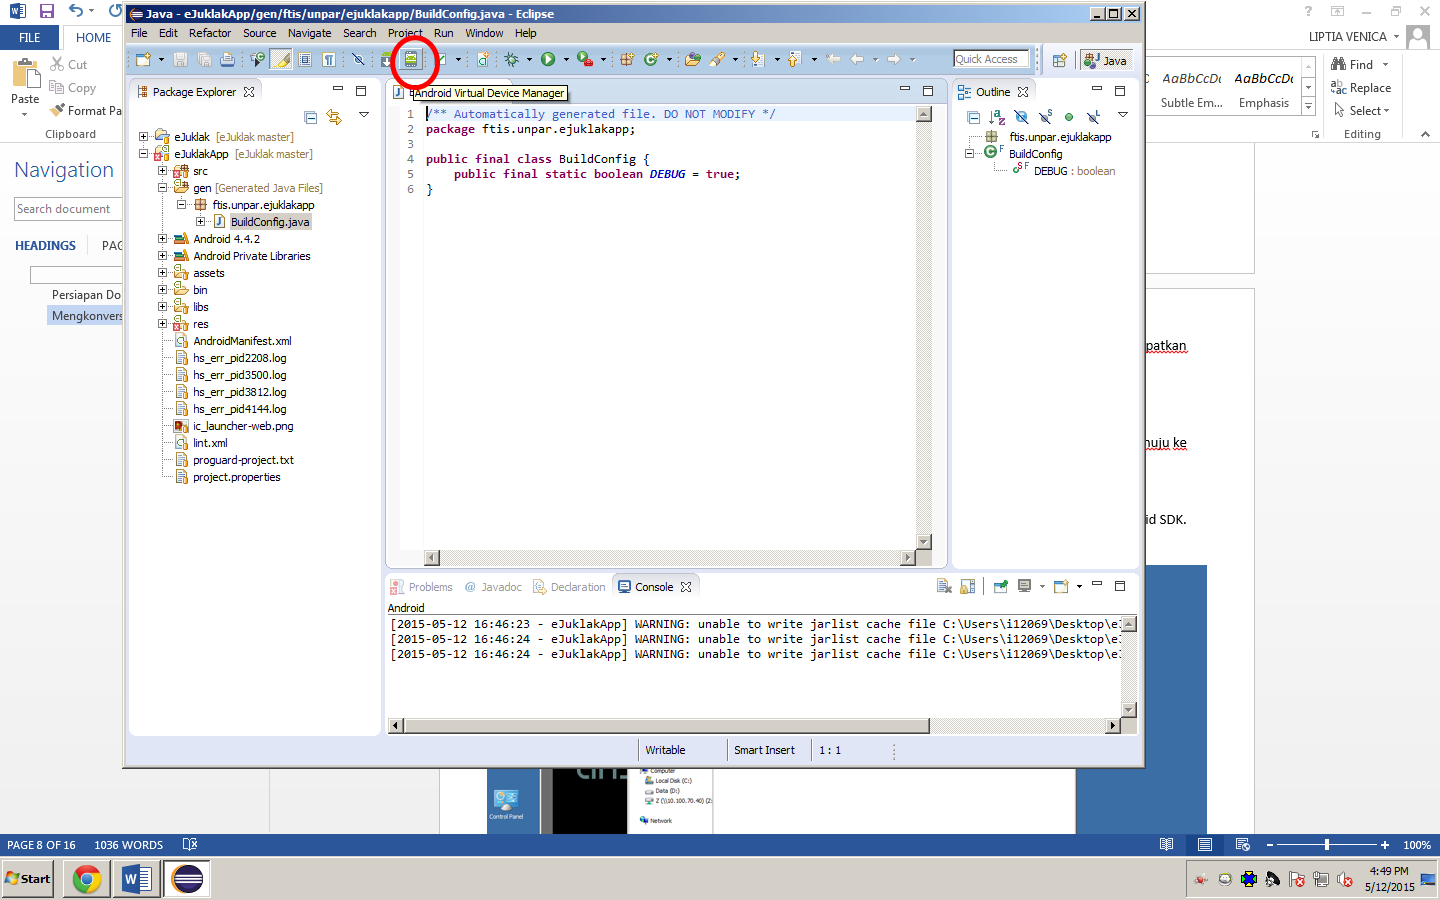 Java - eJuklakApp/gen/ftis/unpar/ejuklakapp/BuildConfig.java - Eclipse
File Edit Refactor Source Navigate Search Project Run Window Help
Quick Access
Java
Android Virtual Device Manager
Package Explorer
eJuklak [eJuklak master]
eJuklakApp [eJuklak master]
src
gen [Generated Java Files]
ftis.unpar.ejuklakapp
BuildConfig.java
Android 4.4.2
Android Private Libraries
assets
bin
libs
res
AndroidManifest.xml
hs_err_pid2208.log
hs_err_pid3500.log
hs_err_pid3812.log
hs_err_pid4144.log
ic_launcher-web.png
lint.xml
proguard-project.txt
project.properties
1 /** Automatically generated file. DO NOT MODIFY */
2 package ftis.unpar.ejuklakapp;
3
4 public final class BuildConfig {
5 public final static boolean DEBUG = true;
6 }
Outline
ftis.unpar.ejuklakapp
BuildConfig
DEBUG : boolean
Problems @ Javadoc Declaration Console
Android
[2015-05-12 16:46:23 - eJuklakApp] WARNING: unable to write jarlist cache file C:\Users\i12069\Desktop\e
[2015-05-12 16:46:24 - eJuklakApp] WARNING: unable to write jarlist cache file C:\Users\i12069\Desktop\e
[2015-05-12 16:46:24 - eJuklakApp] WARNING: unable to write jarlist cache file C:\Users\i12069\Desktop\e
Writable Smart Insert 1 : 1
FILE HOME
LIPTIA VENICA
Paste
Cut
Copy
Format Pa
Clipboard
AaBbCcDc AaBbCcDc
Subtle Em... Emphasis
Find
Replace
Select
Editing
Navigation
Search document
HEADINGS PAG
Persiapan Do
Mengkonvers
patkan
nuju ke
id SDK.
Control Panel
Computer
Local Disk (C:)
Data (D:)
Z (\\10.100.70.40) (Z:
Network
PAGE 8 OF 16 1036 WORDS
100%
Start
4:49 PM
5/12/2015